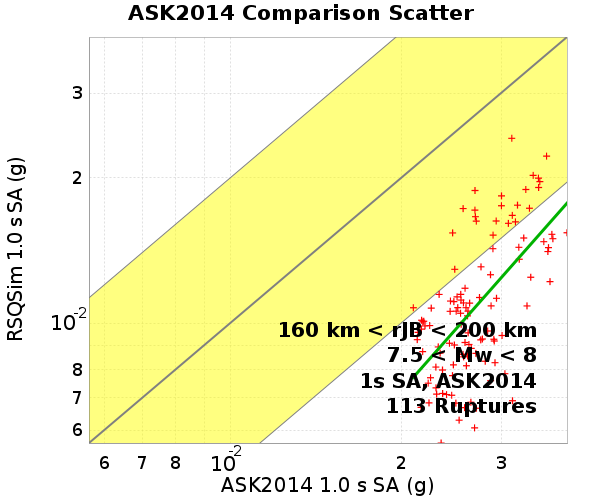 ASK2014 Comparison Scatter
RSQSim 1.0 s SA (g)
3
2
10-2
8
7
6
160 km < rJB < 200 km
7.5 < Mw < 8
1s SA, ASK2014
113 Ruptures
6 7 8 10-2 2 3
ASK2014 1.0 s SA (g)